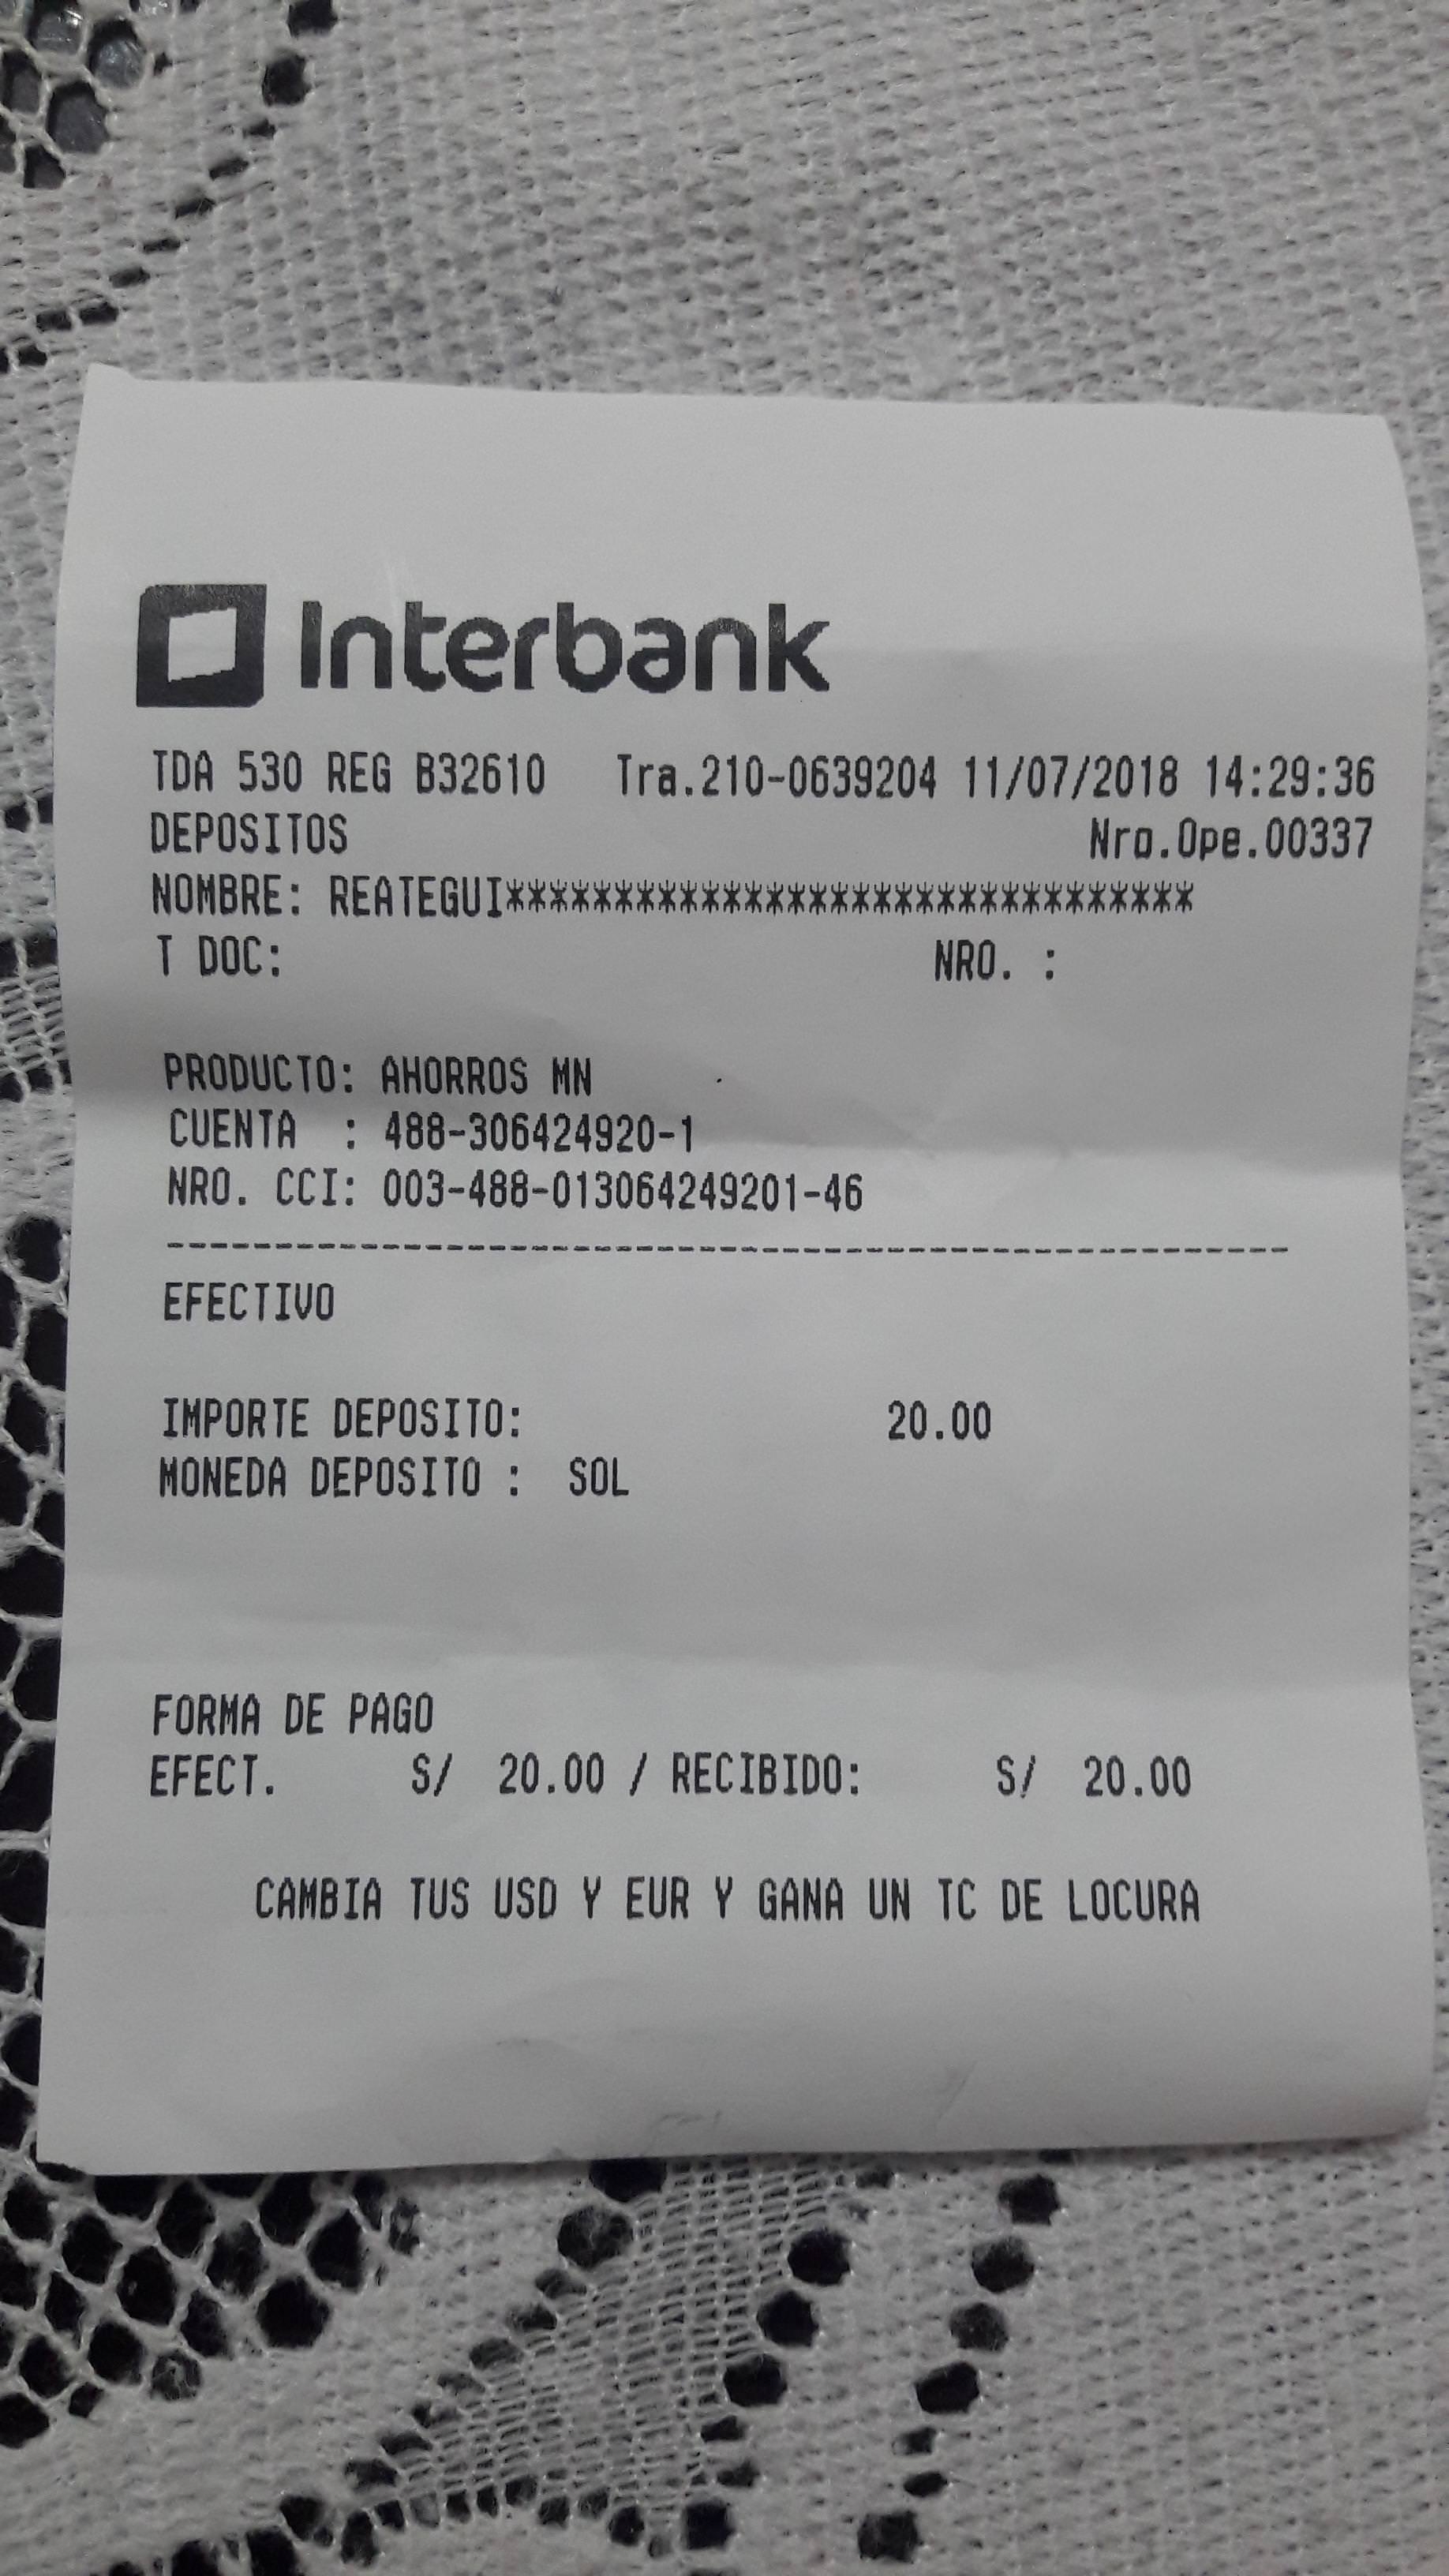 Interbank
TDA 530 REG B32610 Tra.210-0639204 11/07/2018 14:29:36
DEPOSITOS Nro.Ope.00337
NOMBRE: REATEGUI********************************
T DOC: NRO. :
PRODUCTO: AHORROS MN
CUENTA : 488-306424920-1
NRO. CCI: 003-488-013064249201-46
----------------------------------------------------
EFECTIVO
IMPORTE DEPOSITO: 20.00
MONEDA DEPOSITO : SOL
FORMA DE PAGO
EFECT. S/ 20.00 / RECIBIDO: S/ 20.00
CAMBIA TUS USD Y EUR Y GANA UN TC DE LOCURA